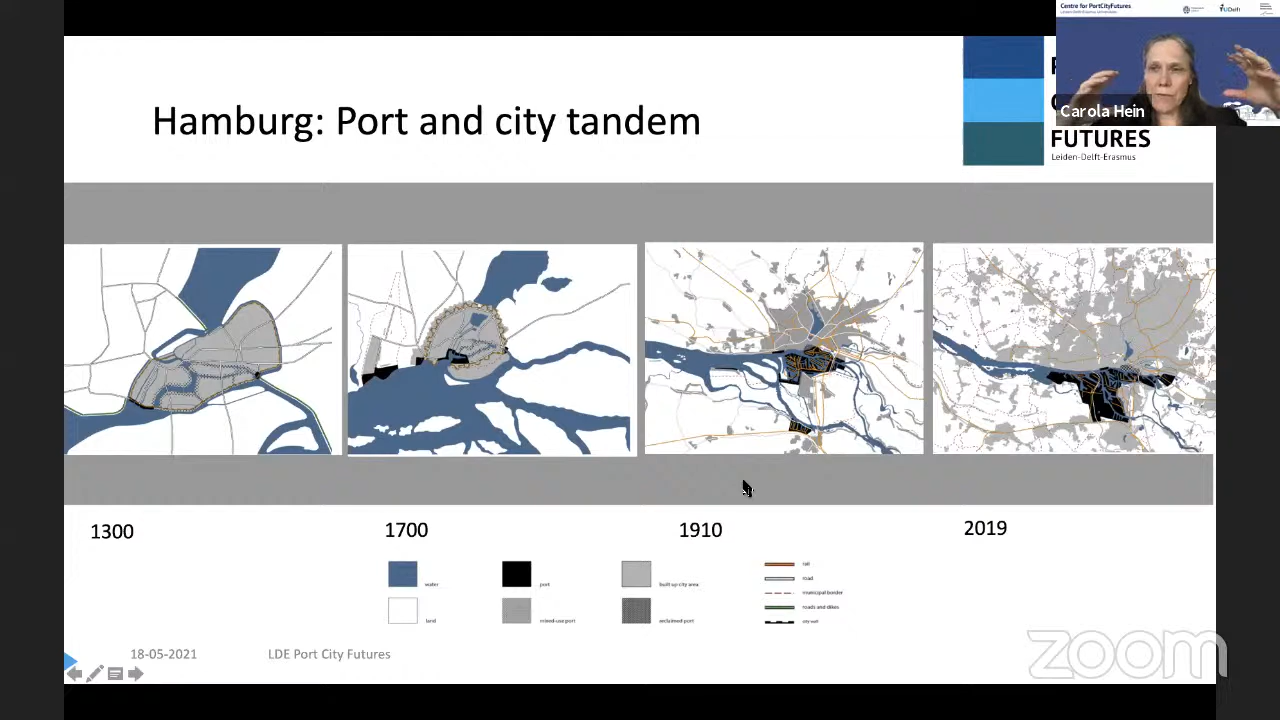 Centre for PortCityFutures
TUDelft
Carola Hein
Hamburg: Port and city tandem
FUTURES
Leiden-Delft-Erasmus
1300
1700
1910
2019
water
port
built up city area
land
mixed-use port
reclaimed port
rail
road
municipal border
roads and dikes
city wall
18-05-2021
LDE Port City Futures
zoom